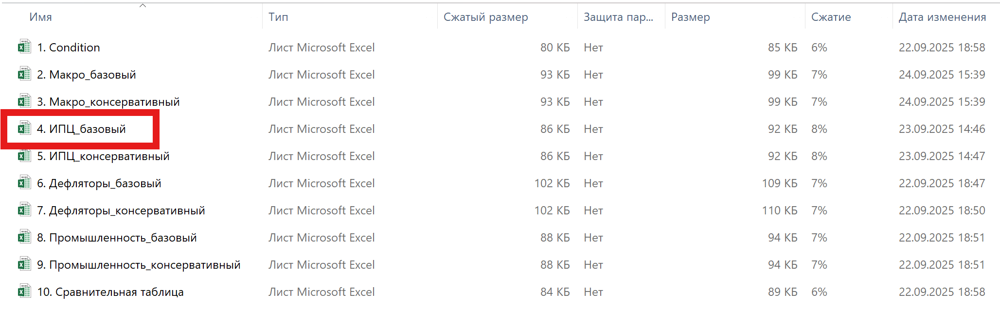 Имя Тип Сжатый размер Защита пар... Размер Сжатие Дата изменения
1. Condition Лист Microsoft Excel 80 КБ Нет 85 КБ 6% 22.09.2025 18:58
2. Макро_базовый Лист Microsoft Excel 93 КБ Нет 99 КБ 7% 24.09.2025 15:39
3. Макро_консервативный Лист Microsoft Excel 93 КБ Нет 99 КБ 7% 24.09.2025 15:39
4. ИПЦ_базовый Лист Microsoft Excel 86 КБ Нет 92 КБ 8% 23.09.2025 14:46
5. ИПЦ_консервативный Лист Microsoft Excel 86 КБ Нет 92 КБ 8% 23.09.2025 14:47
6. Дефляторы_базовый Лист Microsoft Excel 102 КБ Нет 109 КБ 7% 22.09.2025 18:47
7. Дефляторы_консервативный Лист Microsoft Excel 102 КБ Нет 110 КБ 7% 22.09.2025 18:50
8. Промышленность_базовый Лист Microsoft Excel 88 КБ Нет 94 КБ 7% 22.09.2025 18:51
9. Промышленность_консервативный Лист Microsoft Excel 88 КБ Нет 94 КБ 7% 22.09.2025 18:51
10. Сравнительная таблица Лист Microsoft Excel 84 КБ Нет 89 КБ 6% 22.09.2025 18:58